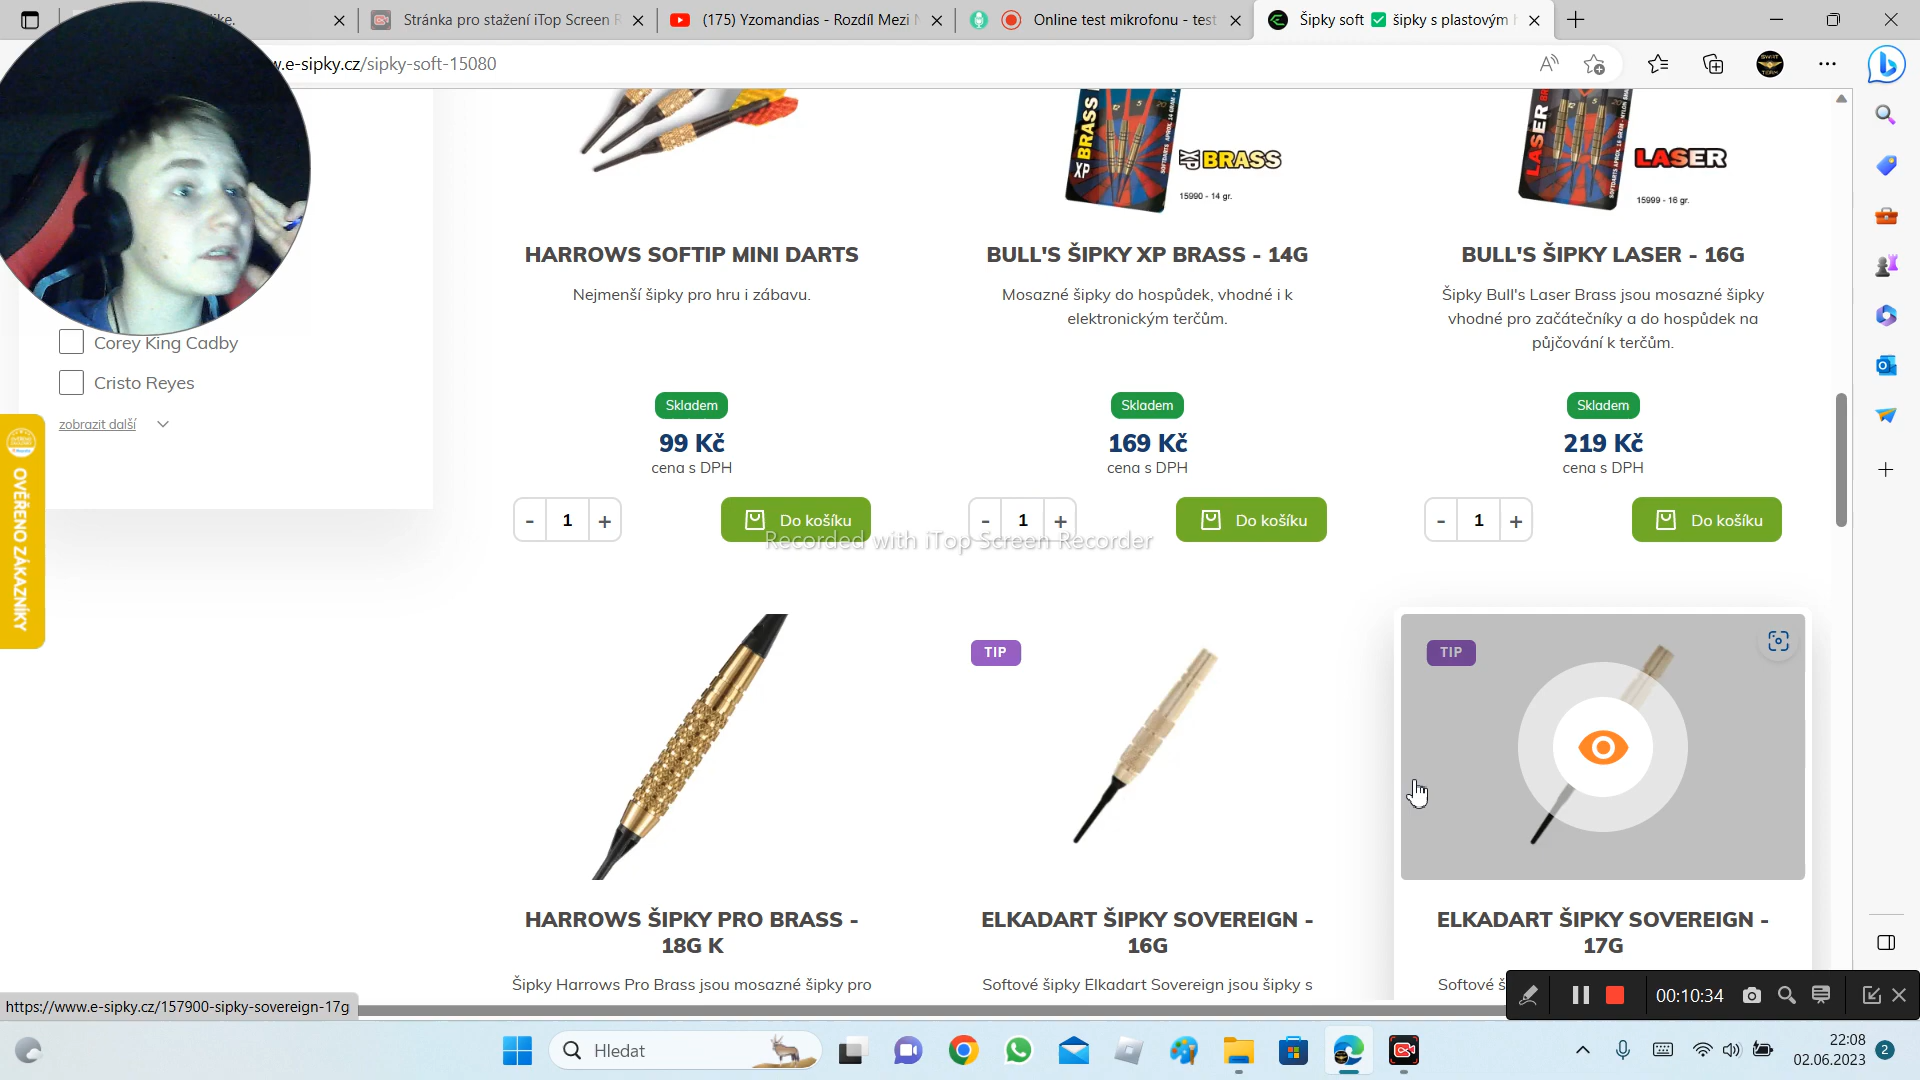 Stránka pro stažení iTop Screen R
(175) Yzomandias - Rozdíl Mezi
Online test mikrofonu - test
Šipky soft ✅ šipky s plastovým
.e-sipky.cz/sipky-soft-15080
XP BRASS
XP BRASS
15990 - 14 gr.
LASER
LASER
15999 - 16 gr.
HARROWS SOFTIP MINI DARTS
Nejmenší šipky pro hru i zábavu.
BULL'S ŠIPKY XP BRASS - 14G
Mosazné šipky do hospůdek, vhodné i k
elektronickým terčům.
BULL'S ŠIPKY LASER - 16G
Šipky Bull's Laser Brass jsou mosazné šipky
vhodné pro začátečníky a do hospůdek na
půjčování k terčům.
Corey King Cadby
Cristo Reyes
zobrazit další
OVĚŘENO ZÁKAZNÍKY
Skladem
99 Kč
cena s DPH
- 1 +
Do košíku
Skladem
169 Kč
cena s DPH
- 1 +
Do košíku
Skladem
219 Kč
cena s DPH
- 1 +
Do košíku
Recorded with iTop Screen Recorder
TIP
TIP
HARROWS ŠIPKY PRO BRASS -
18G K
Šipky Harrows Pro Brass jsou mosazné šipky pro
ELKADART ŠIPKY SOVEREIGN -
16G
Softové šipky Elkadart Sovereign jsou šipky s
ELKADART ŠIPKY SOVEREIGN -
17G
Softové š
https://www.e-sipky.cz/157900-sipky-sovereign-17g
00:10:34
Hledat
22:08
02.06.2023
2